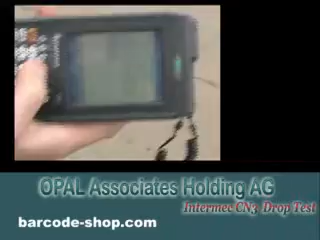 OPAL Associates Holding AG
Intermec CN3 Drop Test
barcode-shop.com